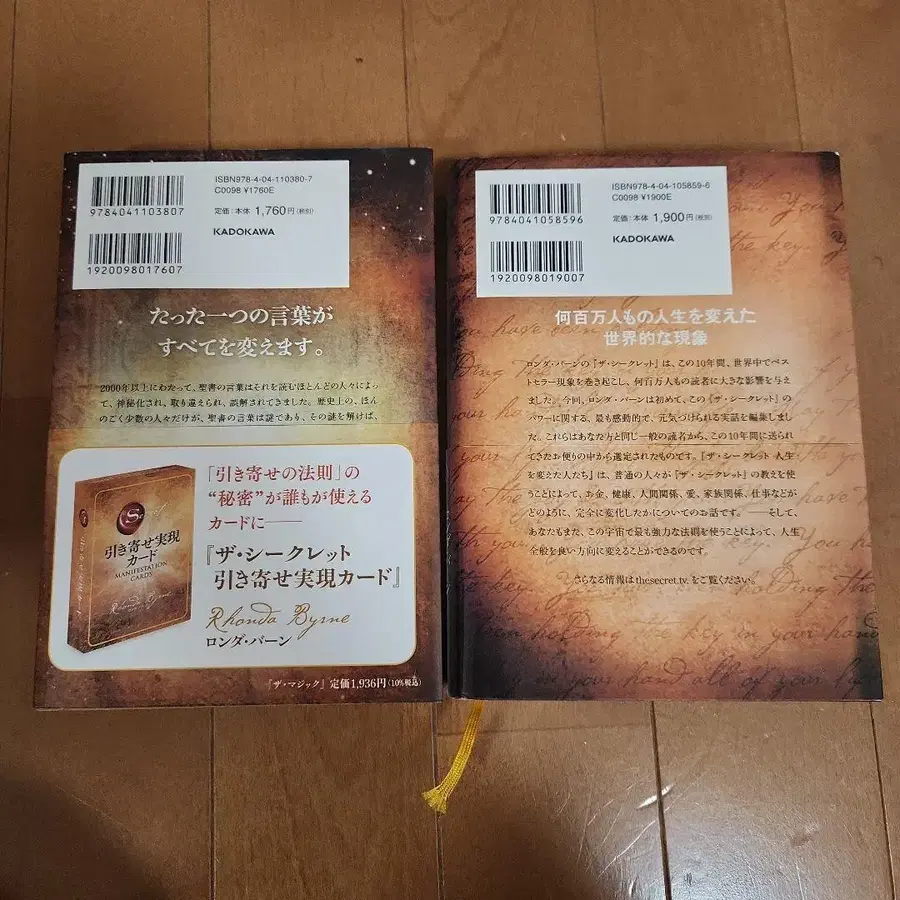 ISBN978-4-04-110380-7
C0098 ¥1760E
定価:本体1,760円(税別)
KADOKAWA
9784041103807
1920098017607
たった一つの言葉が
すべてを変えます。
2000年以上にわたって、聖書の言葉はそれを読むほとんどの人々によっ
て、神秘化され、取り違えられ、誤解されてきました。歴史上の、ほん
のごく少数の人々だけが、聖書の言葉は謎であり、その謎を解けば、
「引き寄せの法則」の
“秘密”が誰もが使える
カードに――
『ザ・シークレット
引き寄せ実現カード』
Rhonda Byrne
ロンダ・バーン
引き寄せ実現
カード
MANIFESTATION
CARDS
Rhonda Byrne
『ザ・マジック』定価1,936円(10%税込)
ISBN978-4-04-105859-6
C0098 ¥1900E
定価:本体1,900円(税別)
KADOKAWA
9784041058596
1920098019007
何百万人もの人生を変えた
世界的な現象
ロンダ・バーンの『ザ・シークレット』は、この10年間、世界中でベス
トセラー現象を巻き起こし、何百万人もの読者に大きな影響を与え
ました。今回、ロンダ・バーンは初めて、この『ザ・シークレット』の
パワーに関する、最も感動的で、元気づけられる実話を編集しまし
た。これらはあなた方と同じ一般の読者から、この10年間に送られ
てきたお便りの中から選定されたものです。『ザ・シークレット 人生
を変えた人たち』は、普通の人々が『ザ・シークレット』の教えを使
うことによって、お金、健康、人間関係、愛、家族関係、仕事などが
どのように、完全に変化したかについてのお話です。――そして、
あなたもまた、この宇宙で最も強力な法則を使うことによって、人生
全般を良い方向に変えることができるのです。
さらなる情報はthesecret.tv.をご覧ください。
holding the key in your hand
in your hand all of your